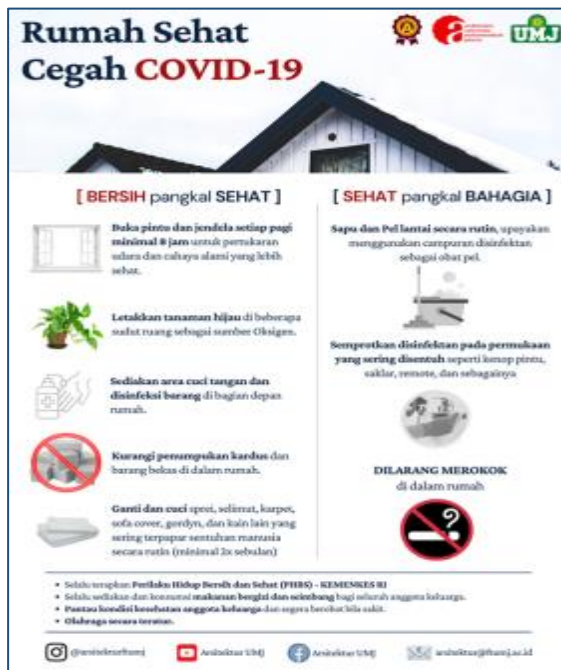 Rumah Sehat
Cegah COVID-19
UMJ
[ BERSIH pangkal SEHAT ]
Buka pintu dan jendela setiap pagi
minimal 8 jam untuk pertukaran
udara dan cahaya alami yang lebih
sehat.
Letakkan tanaman hijau di beberapa
sudut ruang sebagai sumber Oksigen.
Sediakan area cuci tangan dan
disinfeksi barang di bagian depan
rumah.
Kurangi penumpukan kardus dan
barang bekas di dalam rumah.
Ganti dan cuci sprei, selimut, karpet,
sofa cover, gordyn, dan kain lain yang
sering terpapar sentuhan manusia
secara rutin (minimal 2x sebulan)
[ SEHAT pangkal BAHAGIA ]
Sapu dan Pel lantai secara rutin, upayakan
menggunakan campuran disinfektan
sebagai obat pel.
Semprotkan disinfektan pada permukaan
yang sering disentuh seperti kenop pintu,
saklar, remote, dan sebagainya
DILARANG MEROKOK
di dalam rumah
• Selalu terapkan Perilaku Hidup Bersih dan Sehat (PHBS) - KEMENKES RI
• Selalu sediakan dan konsumsi makanan bergizi dan seimbang bagi seluruh anggota keluarga.
• Pantau kondisi kesehatan anggota keluarga dan segera berobat bila sakit.
• Olahraga secara teratur.
@arsitekturftumj
Arsitektur UMJ
Arsitektur UMJ
arsitektur@ftumj.ac.id